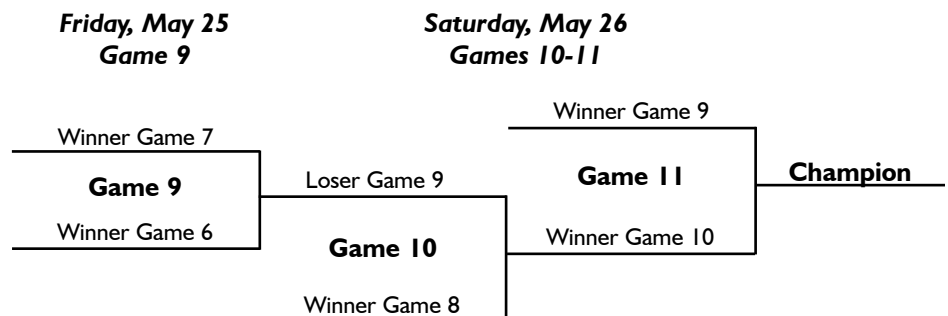 Friday, May 25
Game 9
Saturday, May 26
Games 10-11
Winner Game 7
Game 9
Winner Game 6
Loser Game 9
Game 10
Winner Game 8
Winner Game 9
Game 11
Winner Game 10
Champion